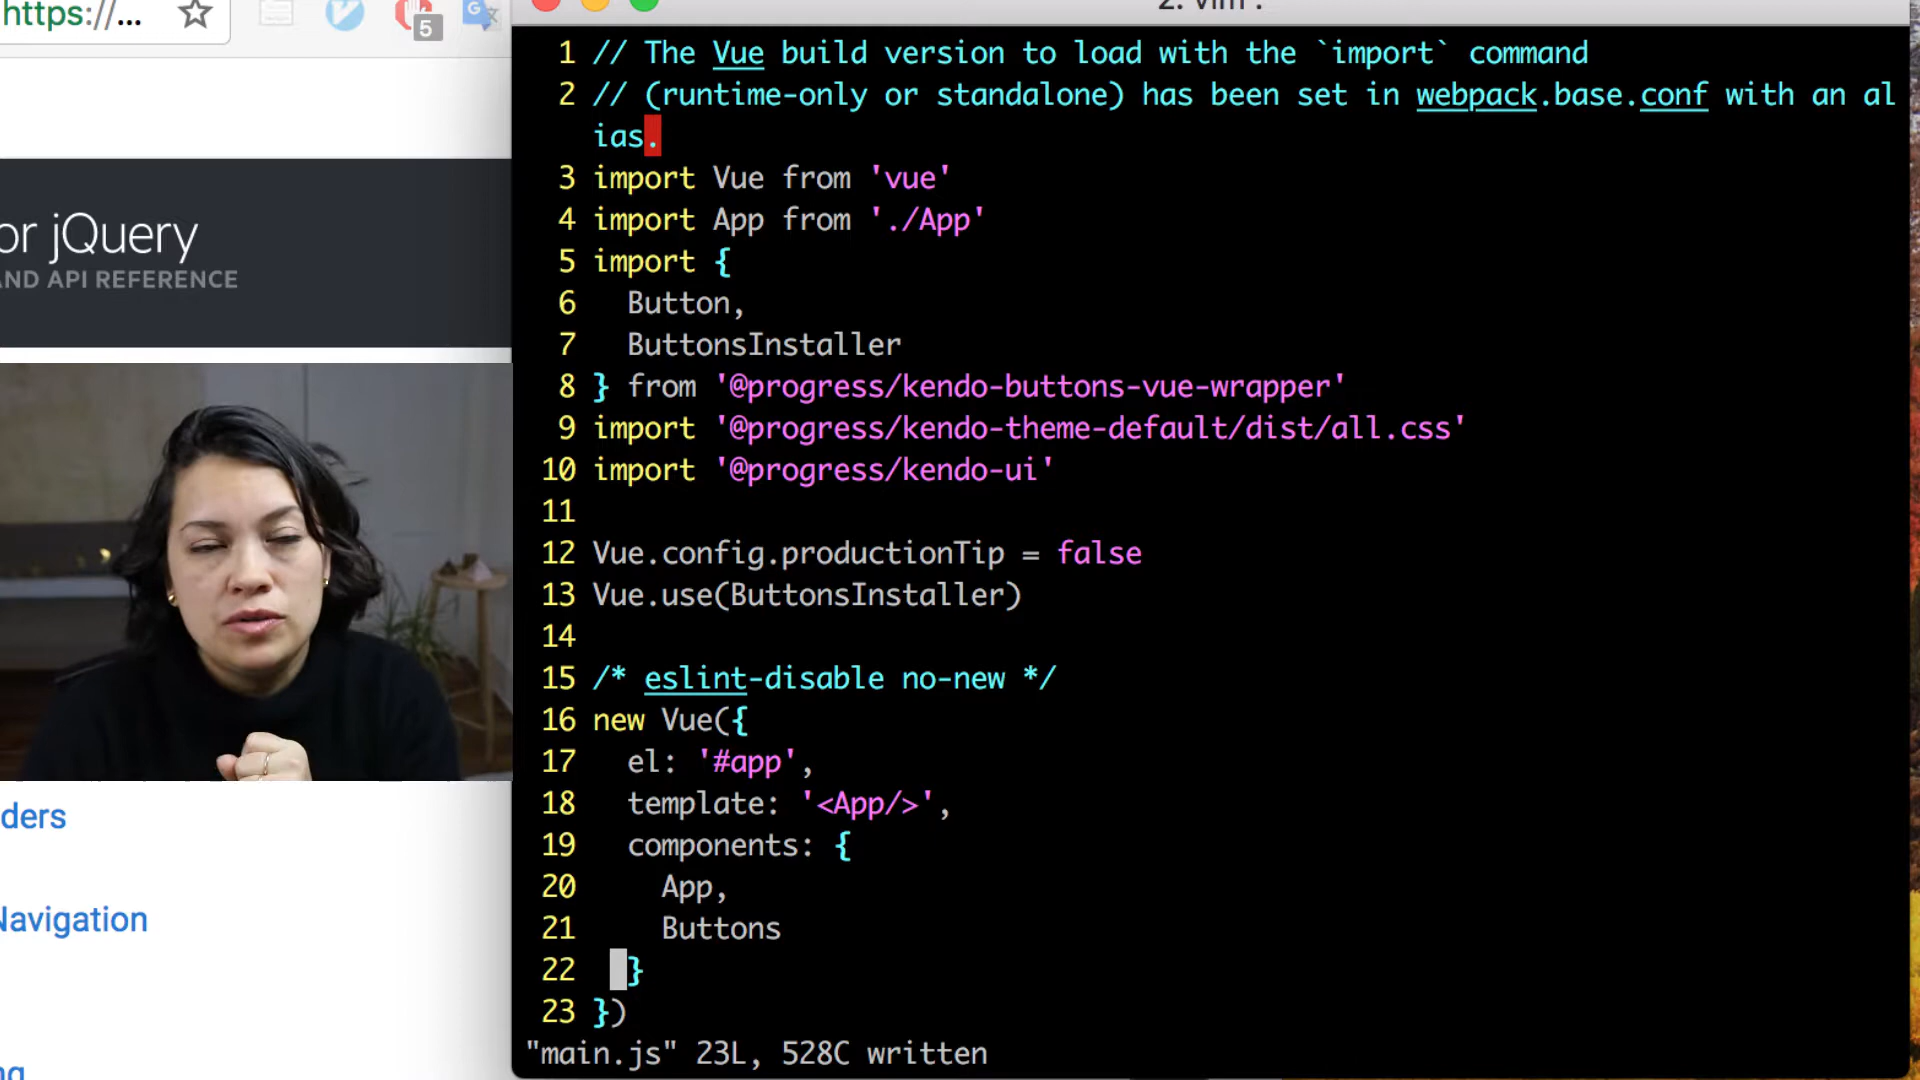 https://...
5
or jQuery
AND API REFERENCE
ders
Navigation
1 // The Vue build version to load with the `import` command
2 // (runtime-only or standalone) has been set in webpack.base.conf with an al
ias.
3 import Vue from 'vue'
4 import App from './App'
5 import {
6 Button,
7 ButtonsInstaller
8 } from '@progress/kendo-buttons-vue-wrapper'
9 import '@progress/kendo-theme-default/dist/all.css'
10 import '@progress/kendo-ui'
11
12 Vue.config.productionTip = false
13 Vue.use(ButtonsInstaller)
14
15 /* eslint-disable no-new */
16 new Vue({
17 el: '#app',
18 template: '<App/>',
19 components: {
20 App,
21 Buttons
22 }
23 })
"main.js" 23L, 528C written